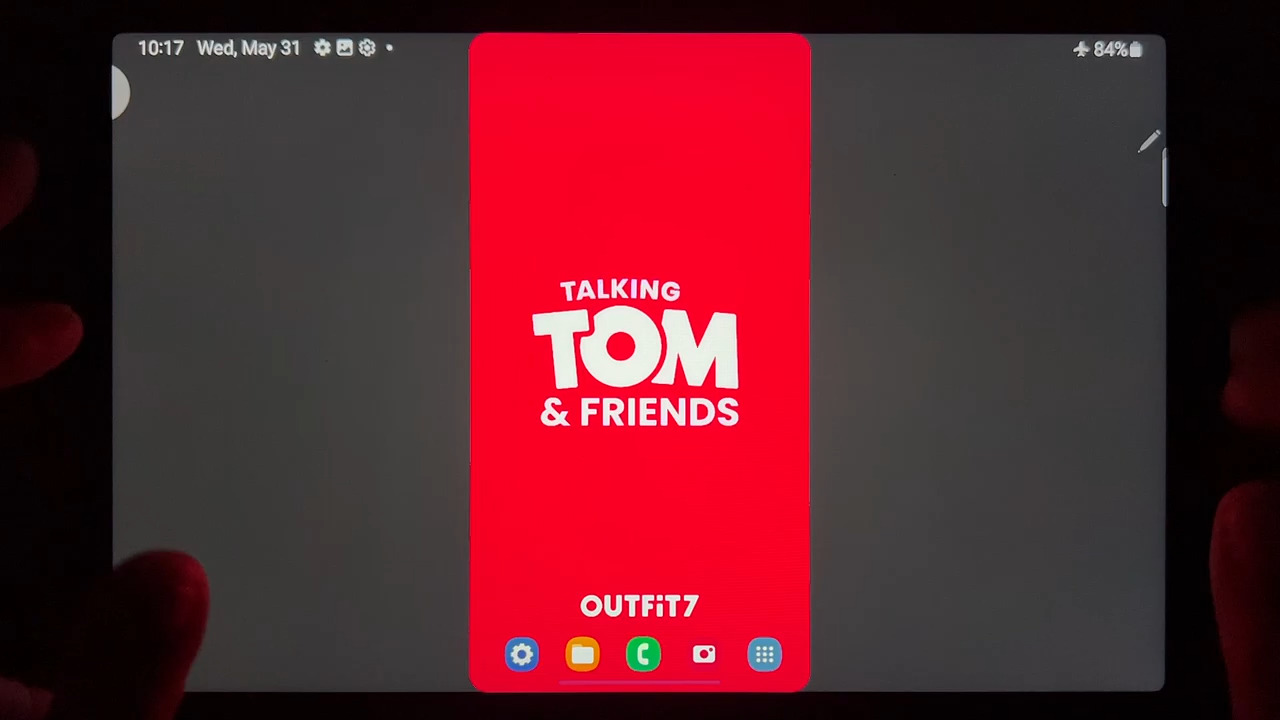 10:17 Wed, May 31
84%
TALKING
TOM
& FRIENDS
OUTFiT7